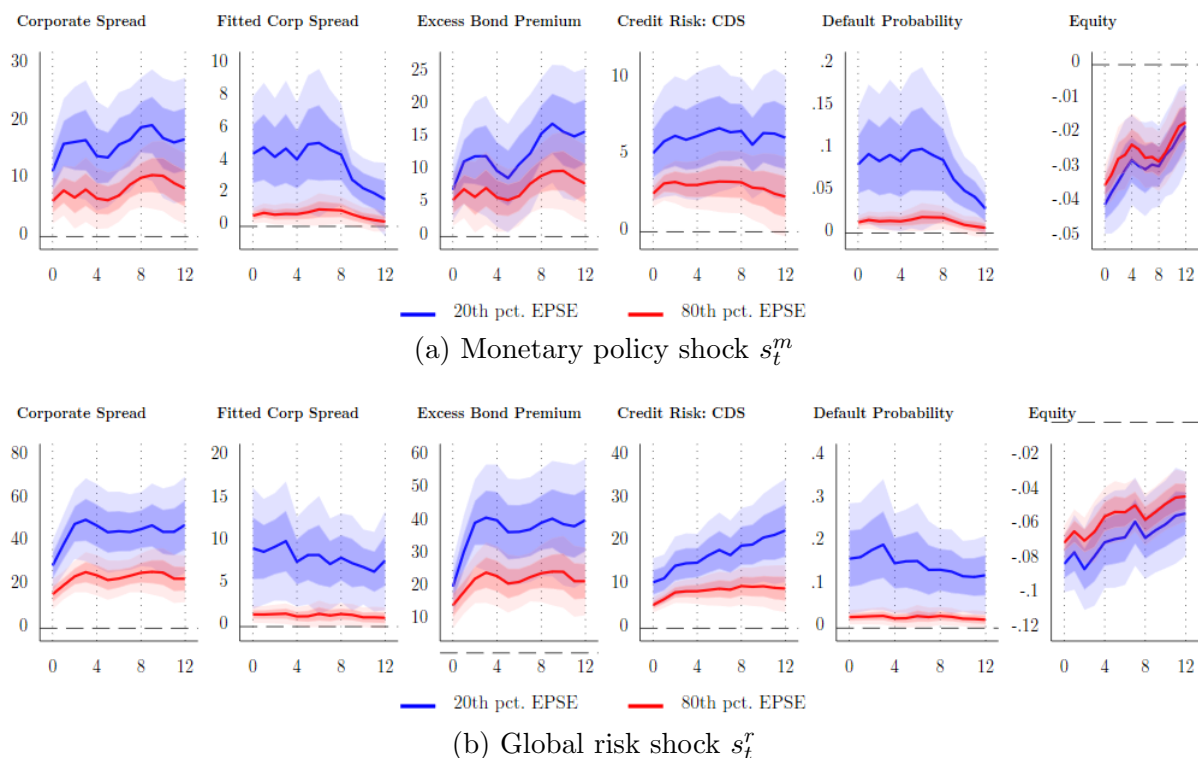 Corporate Spread Fitted Corp Spread Excess Bond Premium Credit Risk: CDS Default Probability Equity
30 20 10 0
10 8 6 4 2 0
25 20 15 10 5 0
10 5 0
.2 .15 .1 .05 0
0 -.01 -.02 -.03 -.04 -.05
0 4 8 12 0 4 8 12 0 4 8 12 0 4 8 12 0 4 8 12 0 4 8 12
20th pct. EPSE 80th pct. EPSE
(a) Monetary policy shock s_t^m
Corporate Spread Fitted Corp Spread Excess Bond Premium Credit Risk: CDS Default Probability Equity
80 60 40 20 0
20 15 10 5 0
60 50 40 30 20 10
40 30 20 10 0
.4 .3 .2 .1 0
-.02 -.04 -.06 -.08 -.1 -.12
0 4 8 12 0 4 8 12 0 4 8 12 0 4 8 12 0 4 8 12 0 4 8 12
20th pct. EPSE 80th pct. EPSE
(b) Global risk shock s_t^r